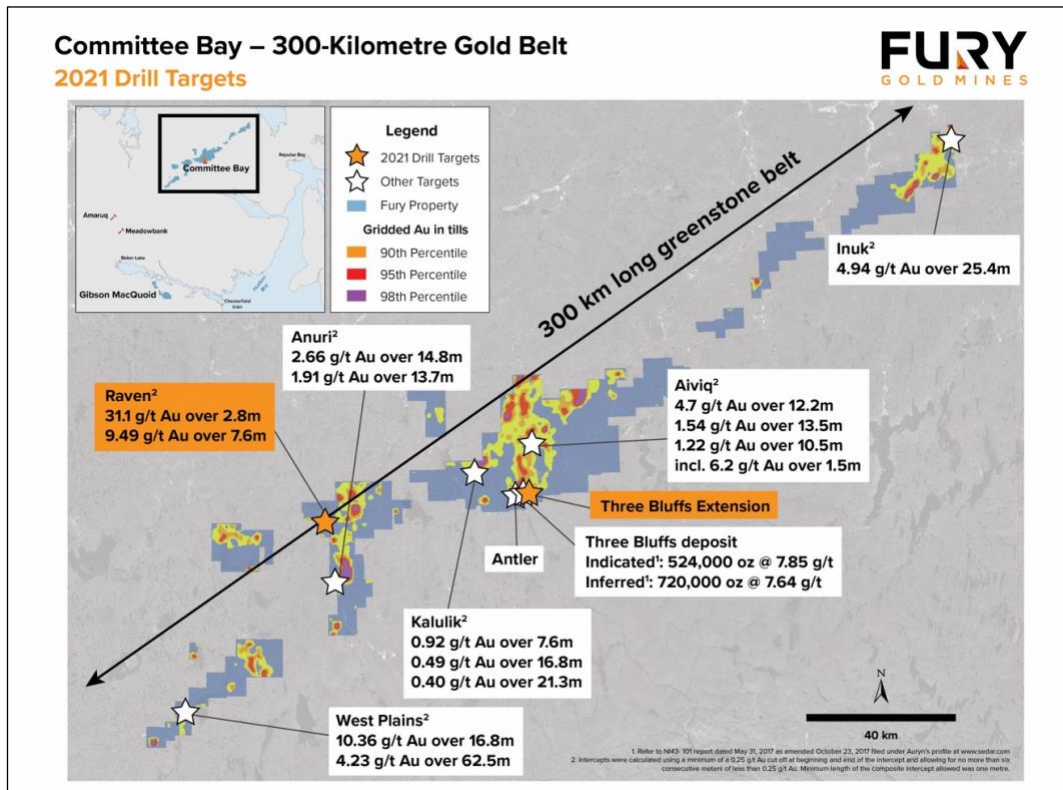 Committee Bay – 300-Kilometre Gold Belt
2021 Drill Targets
FURY
GOLD MINES
Repulse Bay
Committee Bay
Amaruq
Meadowbank
Baker Lake
Gibson MacQuoid
Chesterfield
Inlet
Hudson
Bay
Legend
2021 Drill Targets
Other Targets
Fury Property
Gridded Au in tills
90th Percentile
95th Percentile
98th Percentile
300 km long greenstone belt
Inuk²
4.94 g/t Au over 25.4m
Anuri²
2.66 g/t Au over 14.8m
1.91 g/t Au over 13.7m
Raven²
31.1 g/t Au over 2.8m
9.49 g/t Au over 7.6m
Aiviq²
4.7 g/t Au over 12.2m
1.54 g/t Au over 13.5m
1.22 g/t Au over 10.5m
incl. 6.2 g/t Au over 1.5m
Three Bluffs Extension
Antler
Three Bluffs deposit
Indicated¹: 524,000 oz @ 7.85 g/t
Inferred¹: 720,000 oz @ 7.64 g/t
Kalulik²
0.92 g/t Au over 7.6m
0.49 g/t Au over 16.8m
0.40 g/t Au over 21.3m
West Plains²
10.36 g/t Au over 16.8m
4.23 g/t Au over 62.5m
N
40 km
1. Refer to NI43- 101 report dated May 31, 2017 as amended October 23, 2017 filed under Auryn's profile at www.sedar.com
2. Intercepts were calculated using a minimum of a 0.25 g/t Au cut off at beginning and end of the intercept and allowing for no more than six
consecutive meters of less than 0.25 g/t Au. Minimum length of the composite intercept allowed was one metre.